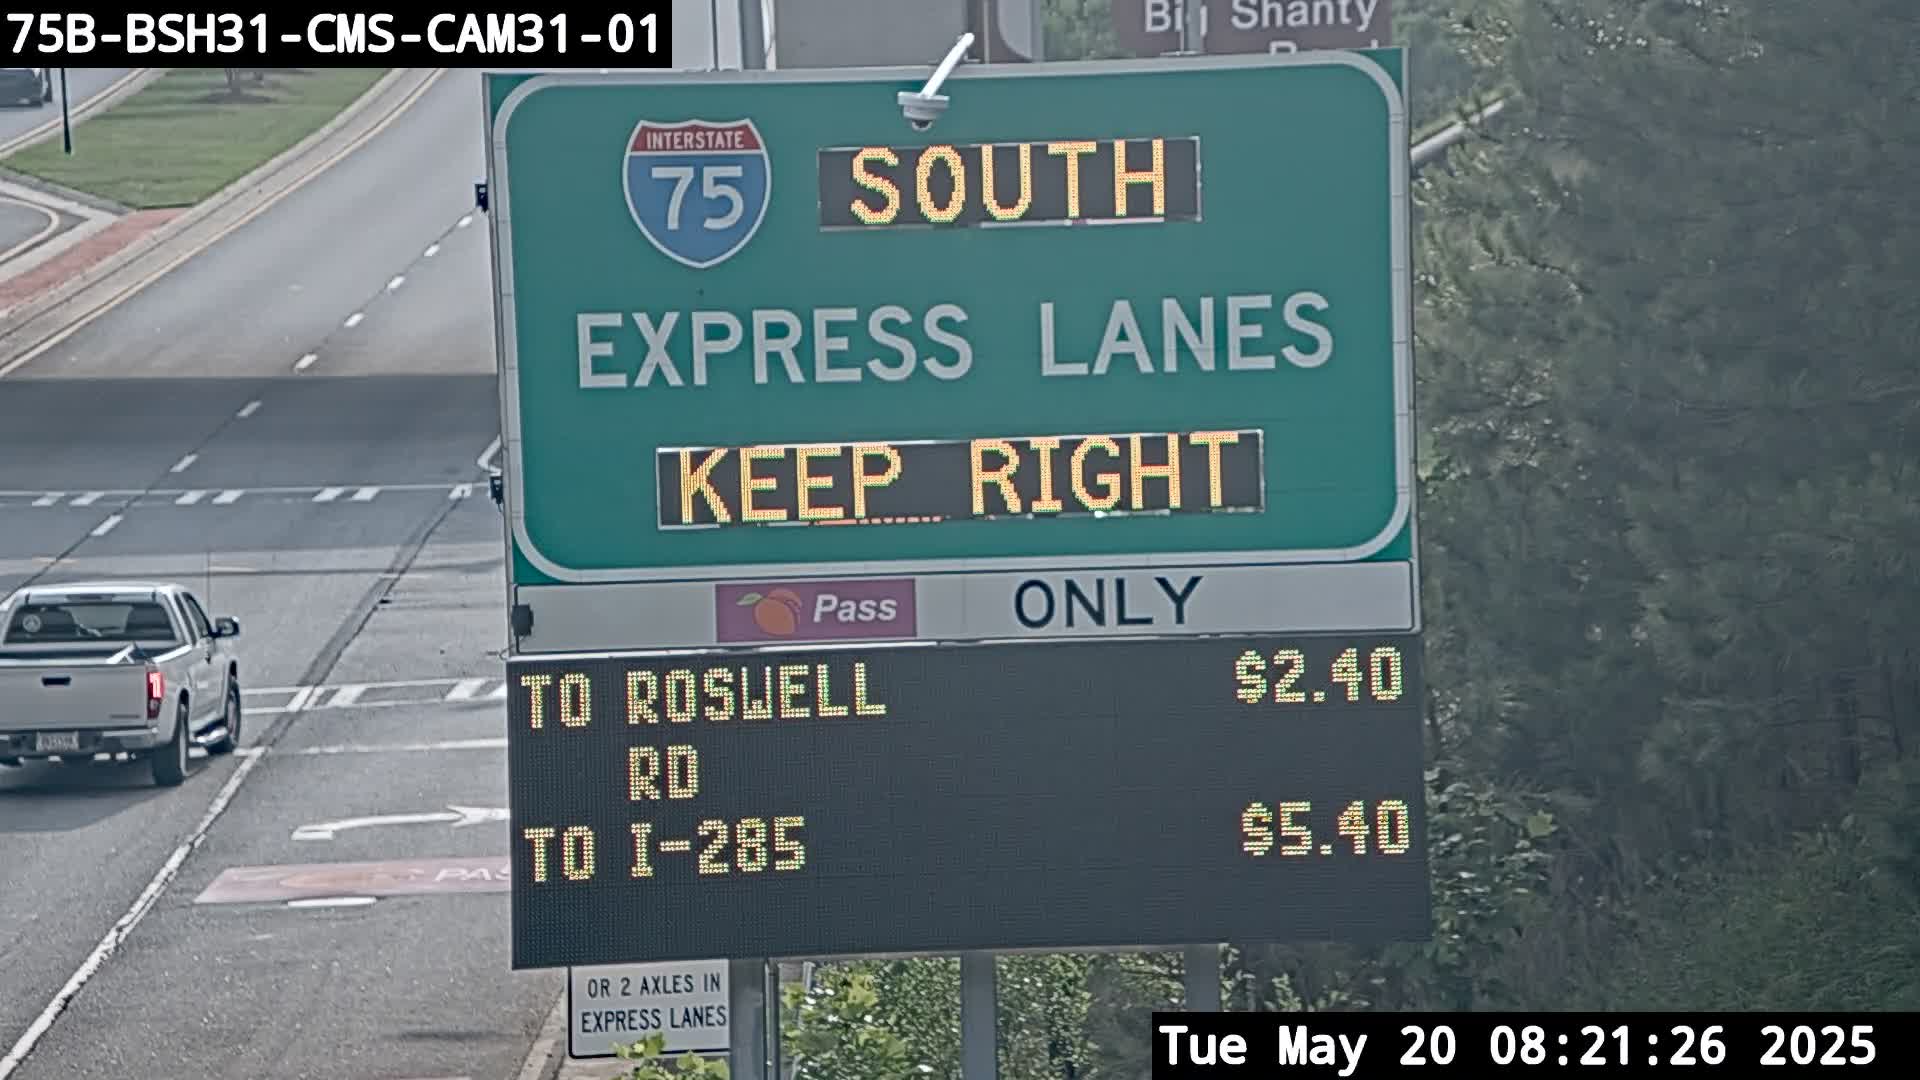 75B-BSH31-CMS-CAM31-01
Big Shanty
Road
INTERSTATE
75
SOUTH
EXPRESS LANES
KEEP RIGHT
Pass ONLY
TO ROSWELL $2.40
RD
TO I-285 $5.40
PAS
OR 2 AXLES IN
EXPRESS LANES
Tue May 20 08:21:26 2025